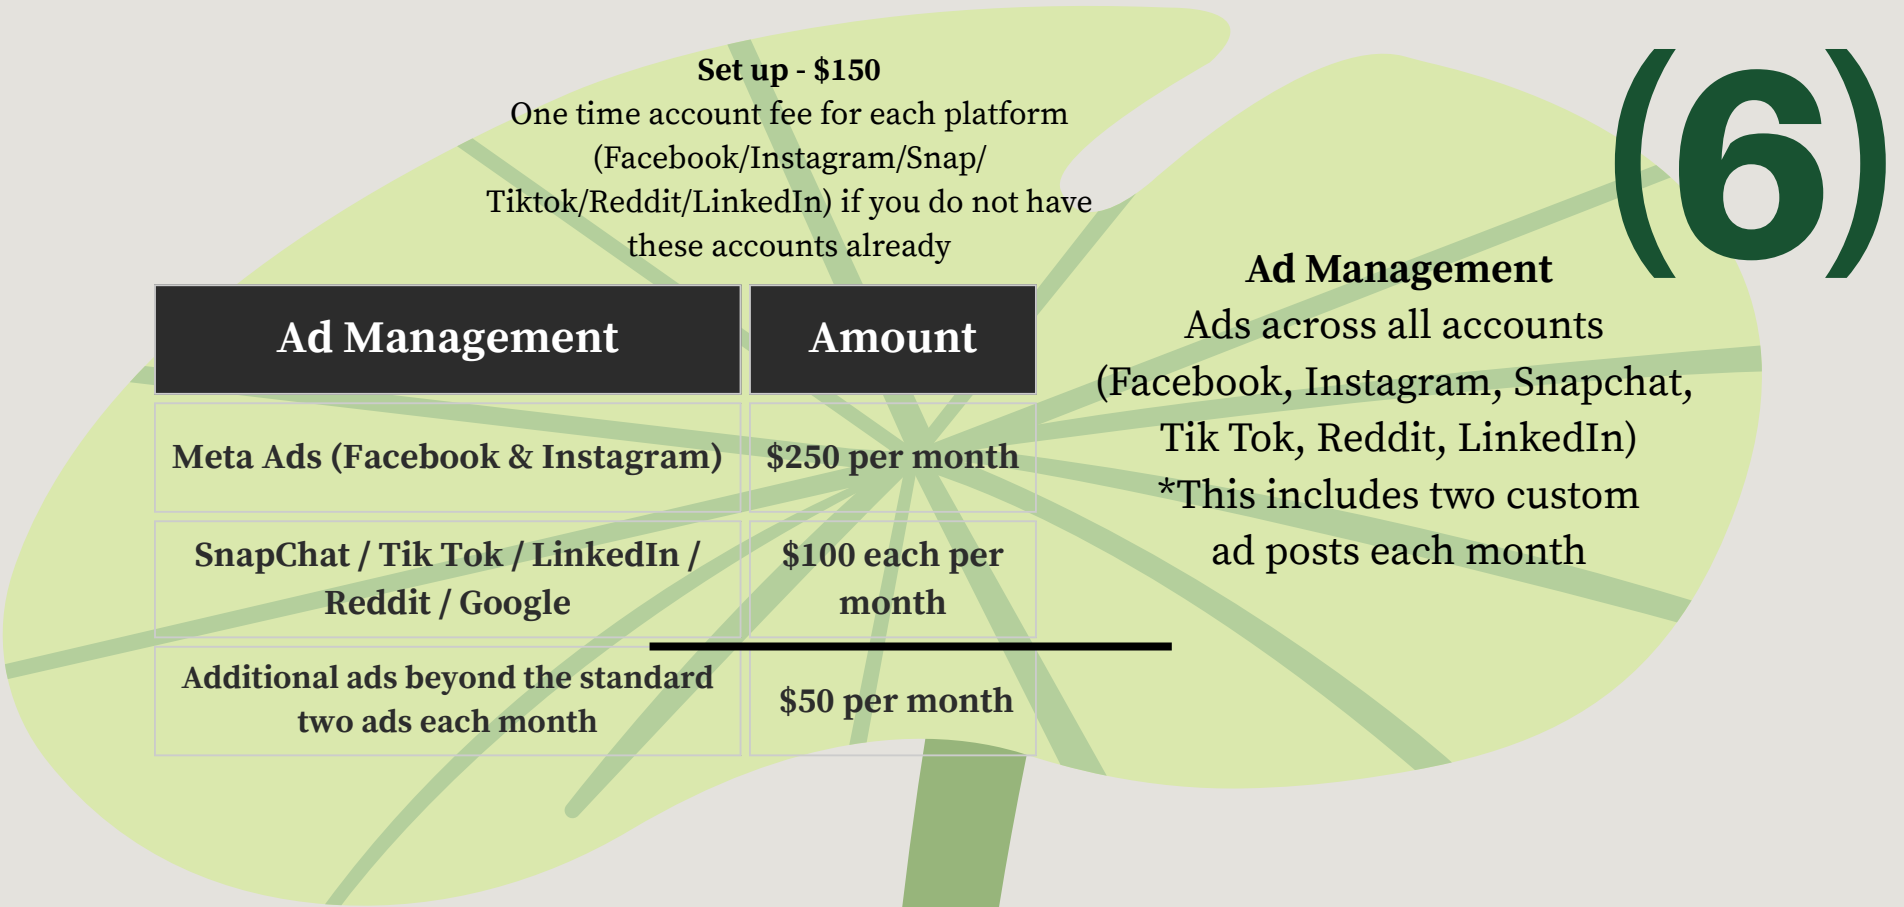 (6)
Set up - $150
One time account fee for each platform
(Facebook/Instagram/Snap/
Tiktok/Reddit/LinkedIn) if you do not have
these accounts already
Ad Management Amount
Meta Ads (Facebook & Instagram) $250 per month
SnapChat / Tik Tok / LinkedIn /
Reddit / Google
$100 each per
month
Additional ads beyond the standard
two ads each month
$50 per month
Ad Management
Ads across all accounts
(Facebook, Instagram, Snapchat,
Tik Tok, Reddit, LinkedIn)
*This includes two custom
ad posts each month